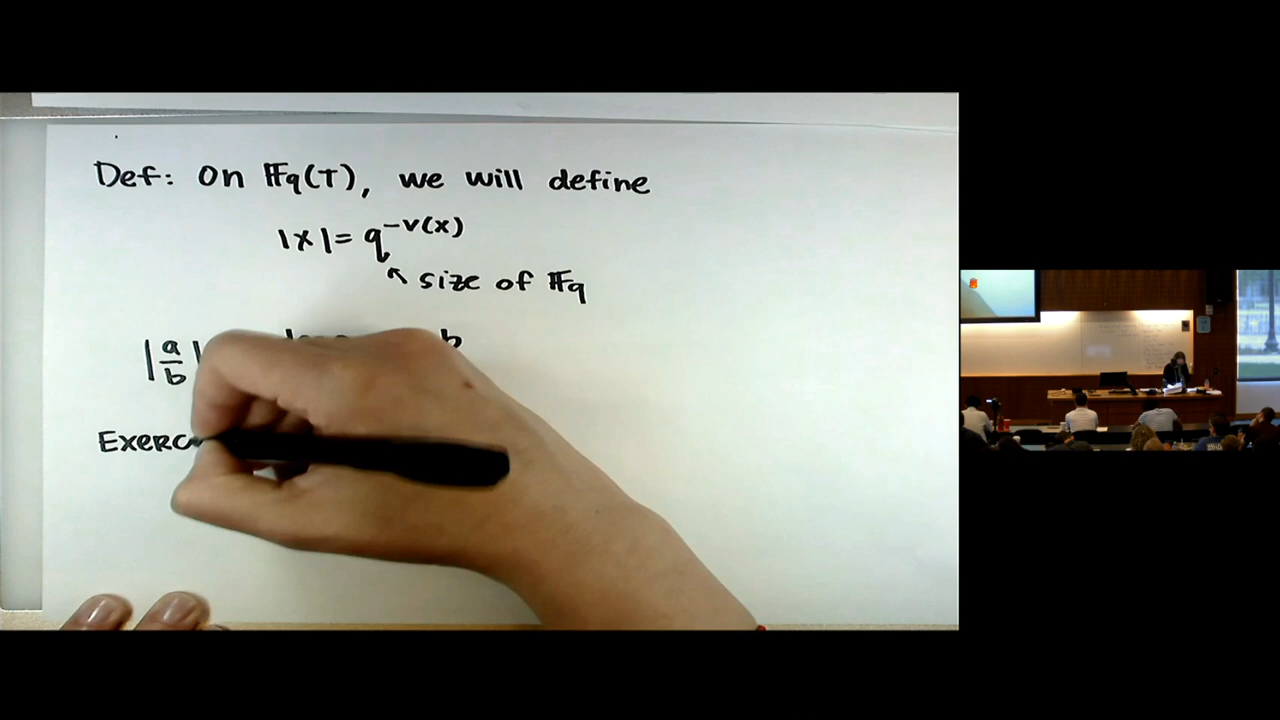 Def: On 𝔽q(T), we will define
|x| = q^{-v(x)}
↖ size of 𝔽q
|a/b|
Exerc